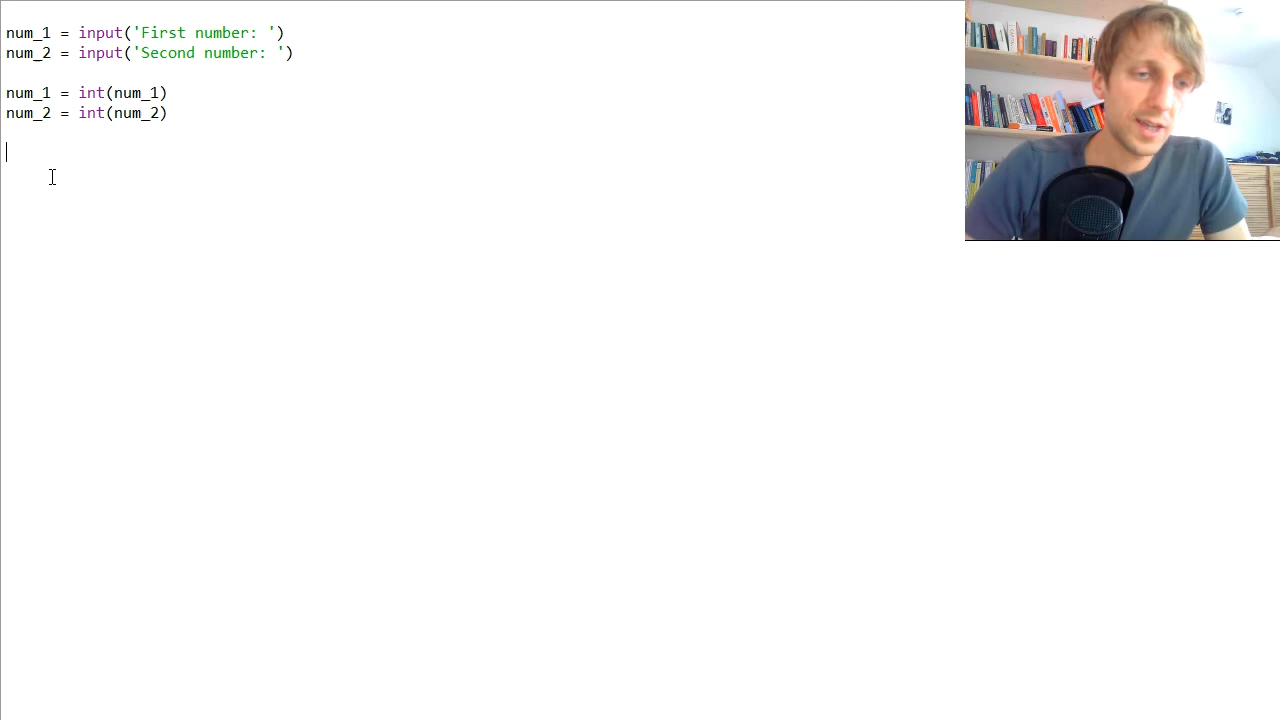 num_1 = input('First number: ')
num_2 = input('Second number: ')
num_1 = int(num_1)
num_2 = int(num_2)